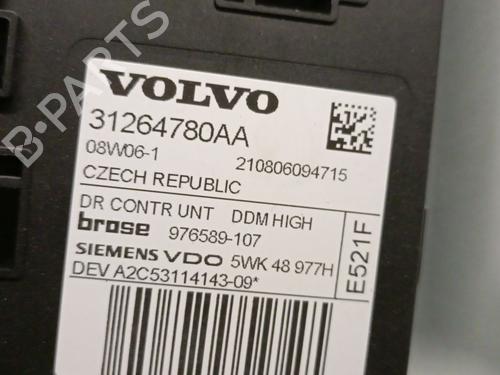 VOLVO
31264780AA
08W06-1 210806094715
CZECH REPUBLIC
DR CONTR UNT DDM HIGH
brose 976589-107
SIEMENS VDO 5WK 48 977H
DEV A2C53114143-09*
E521F